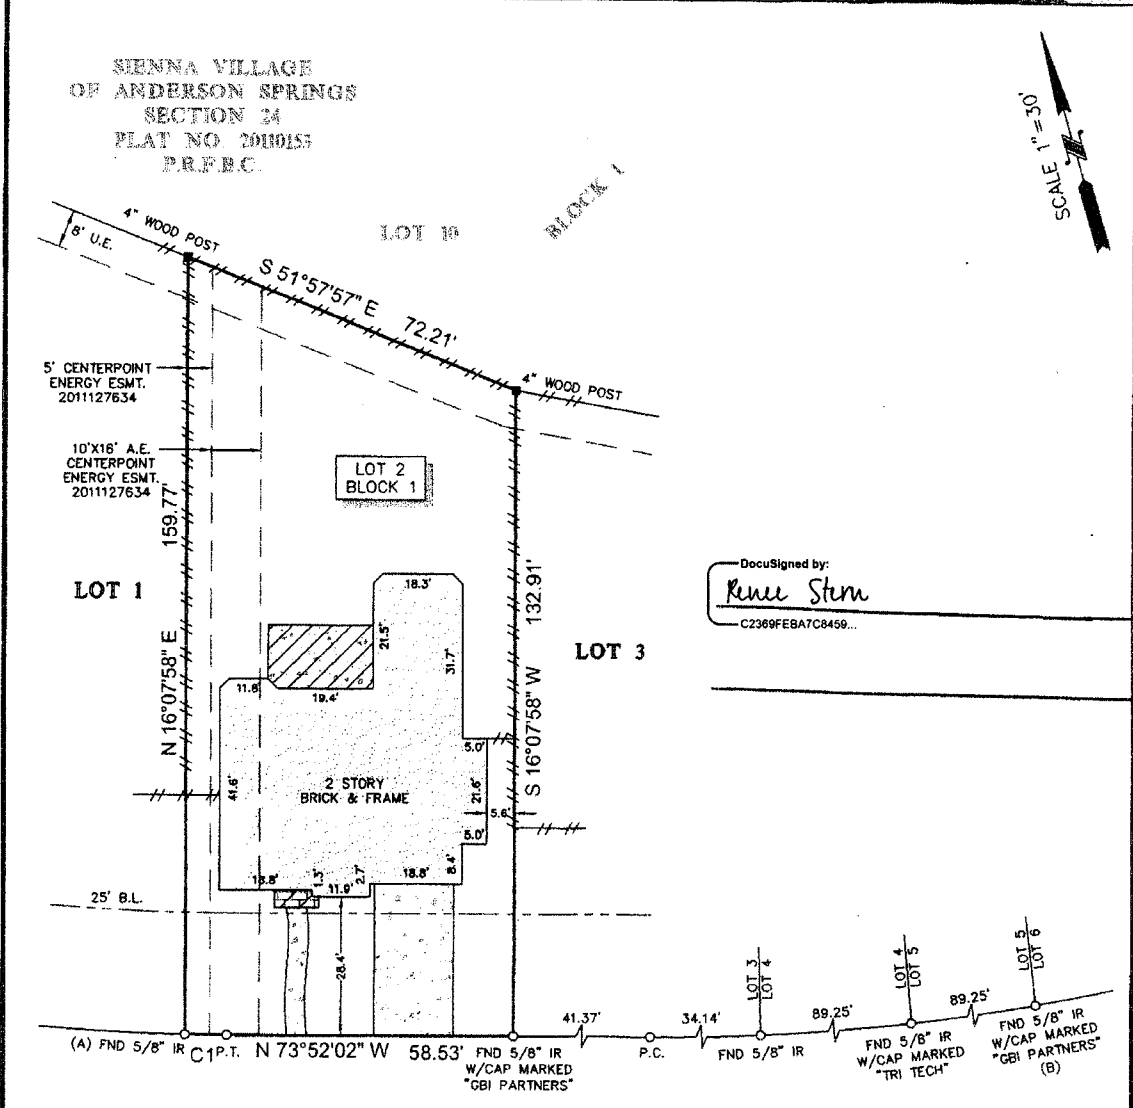 SIENNA VILLAGE
OF ANDERSON SPRINGS
SECTION 24
PLAT NO. 20110153
P.R.F.B.C.
SCALE 1"=30'
BLOCK 1
LOT 10
4" WOOD POST
8' U.E.
S 51°57'57" E
72.21'
4" WOOD POST
5' CENTERPOINT
ENERGY ESMT.
2011127634
10'X16' A.E.
CENTERPOINT
ENERGY ESMT.
2011127634
LOT 2
BLOCK 1
N 16°07'58" E
159.77'
LOT 1
132.91'
S 16°07'58" W
LOT 3
DocuSigned by:
Renee Stern
C2369FEBA7C8459...
18.3'
21.5'
31.7'
11.8'
19.4'
5.0'
41.6'
2 STORY
BRICK & FRAME
21.6'
5.6'
5.0'
8.4'
18.8'
1.3'
11.9'
2.7'
18.8'
25' B.L.
28.4'
LOT 3
LOT 4
LOT 4
LOT 5
LOT 5
LOT 6
41.37'
34.14'
89.25'
89.25'
(A) FND 5/8" IR
C1
P.T.
N 73°52'02" W
58.53'
FND 5/8" IR
W/CAP MARKED
"GBI PARTNERS"
P.C.
FND 5/8" IR
FND 5/8" IR
W/CAP MARKED
"TRI TECH"
FND 5/8" IR
W/CAP MARKED
"GBI PARTNERS"
(B)